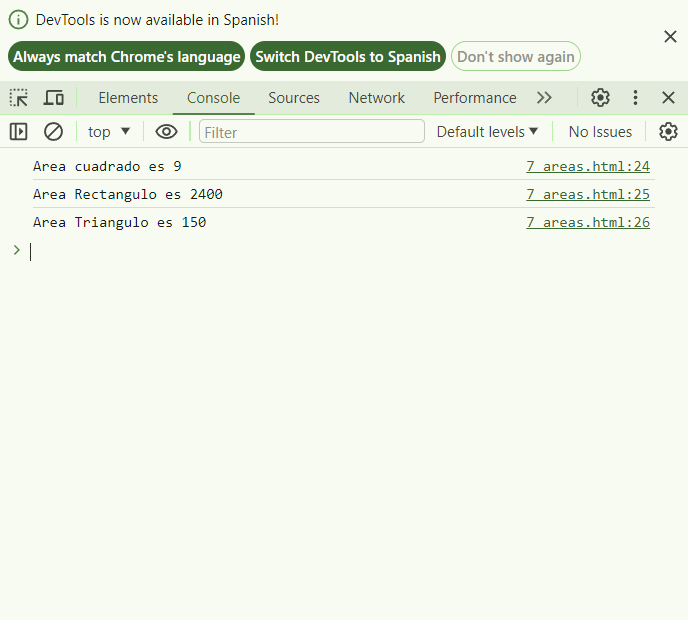 DevTools is now available in Spanish!
Always match Chrome's language Switch DevTools to Spanish Don't show again
Elements Console Sources Network Performance
top Filter Default levels No Issues
Area cuadrado es 9 7_areas.html:24
Area Rectangulo es 2400 7_areas.html:25
Area Triangulo es 150 7_areas.html:26